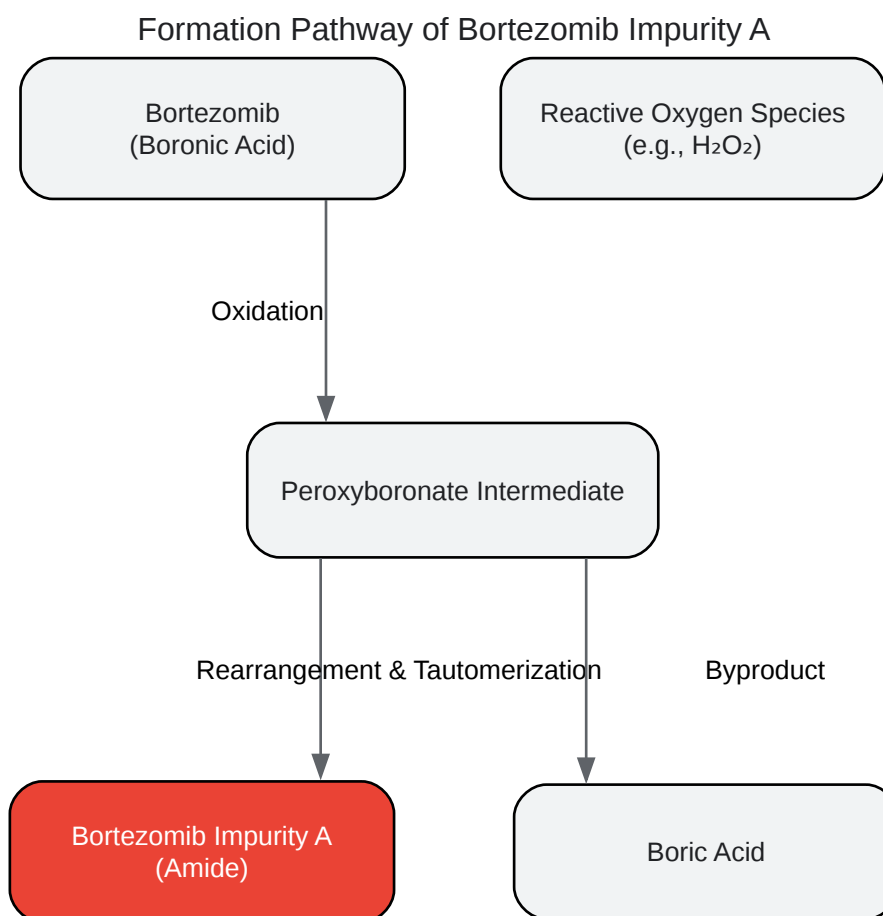 Formation Pathway of Bortezomib Impurity A
Bortezomib
(Boronic Acid)
Reactive Oxygen Species
(e.g., H₂O₂)
Oxidation
Peroxyboronate Intermediate
Rearrangement & Tautomerization
Byproduct
Bortezomib Impurity A
(Amide)
Boric Acid